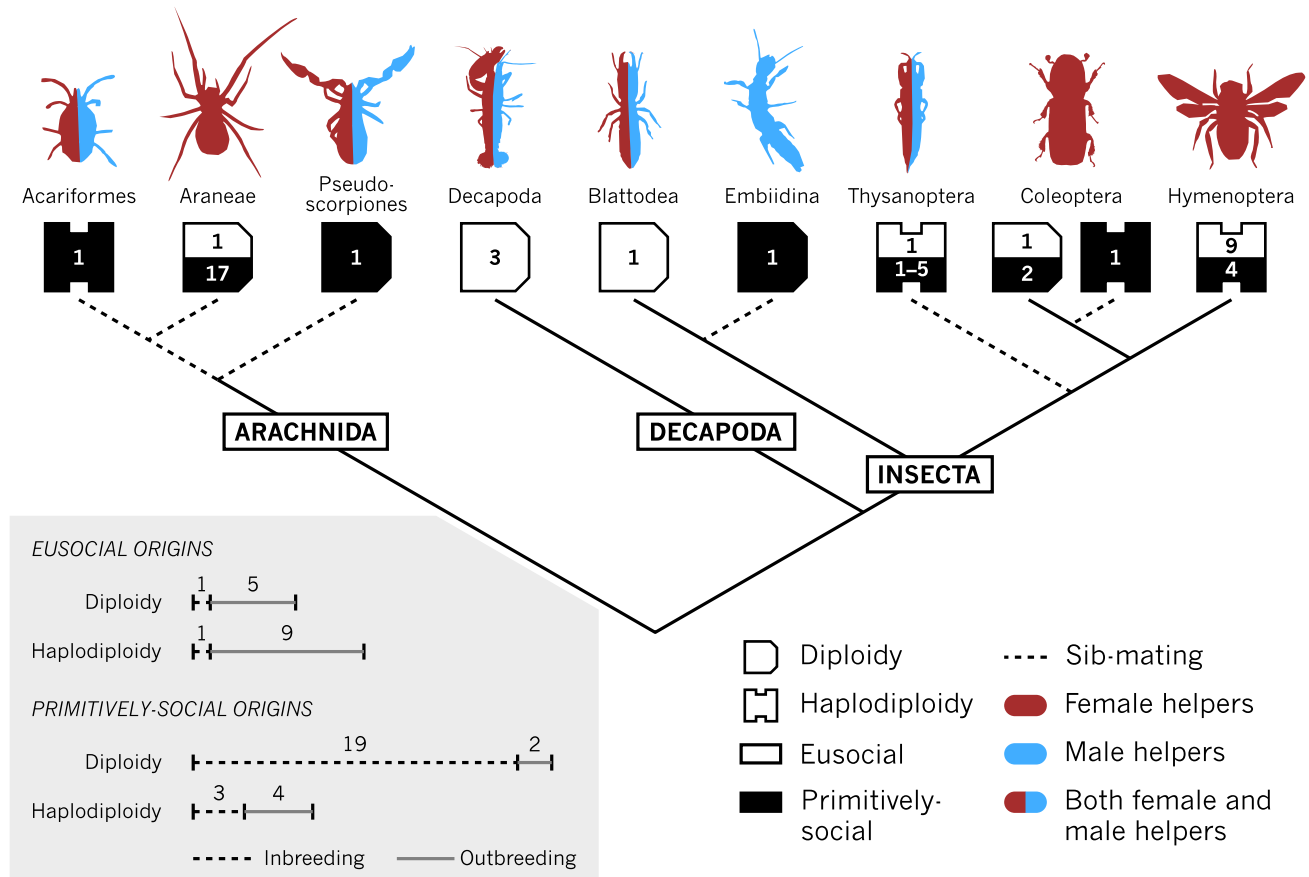 Acariformes
Araneae
Pseudo-
scorpiones
Decapoda
Blattodea
Embiidina
Thysanoptera
Coleoptera
Hymenoptera
1
1
17
1
3
1
1
1
1–5
1
2
1
9
4
ARACHNIDA
DECAPODA
INSECTA
EUSOCIAL ORIGINS
1
5
Diploidy
1
9
Haplodiploidy
PRIMITIVELY-SOCIAL ORIGINS
19
2
Diploidy
3
4
Haplodiploidy
Inbreeding
Outbreeding
Diploidy
Haplodiploidy
Eusocial
Primitively-
social
Sib-mating
Female helpers
Male helpers
Both female and
male helpers